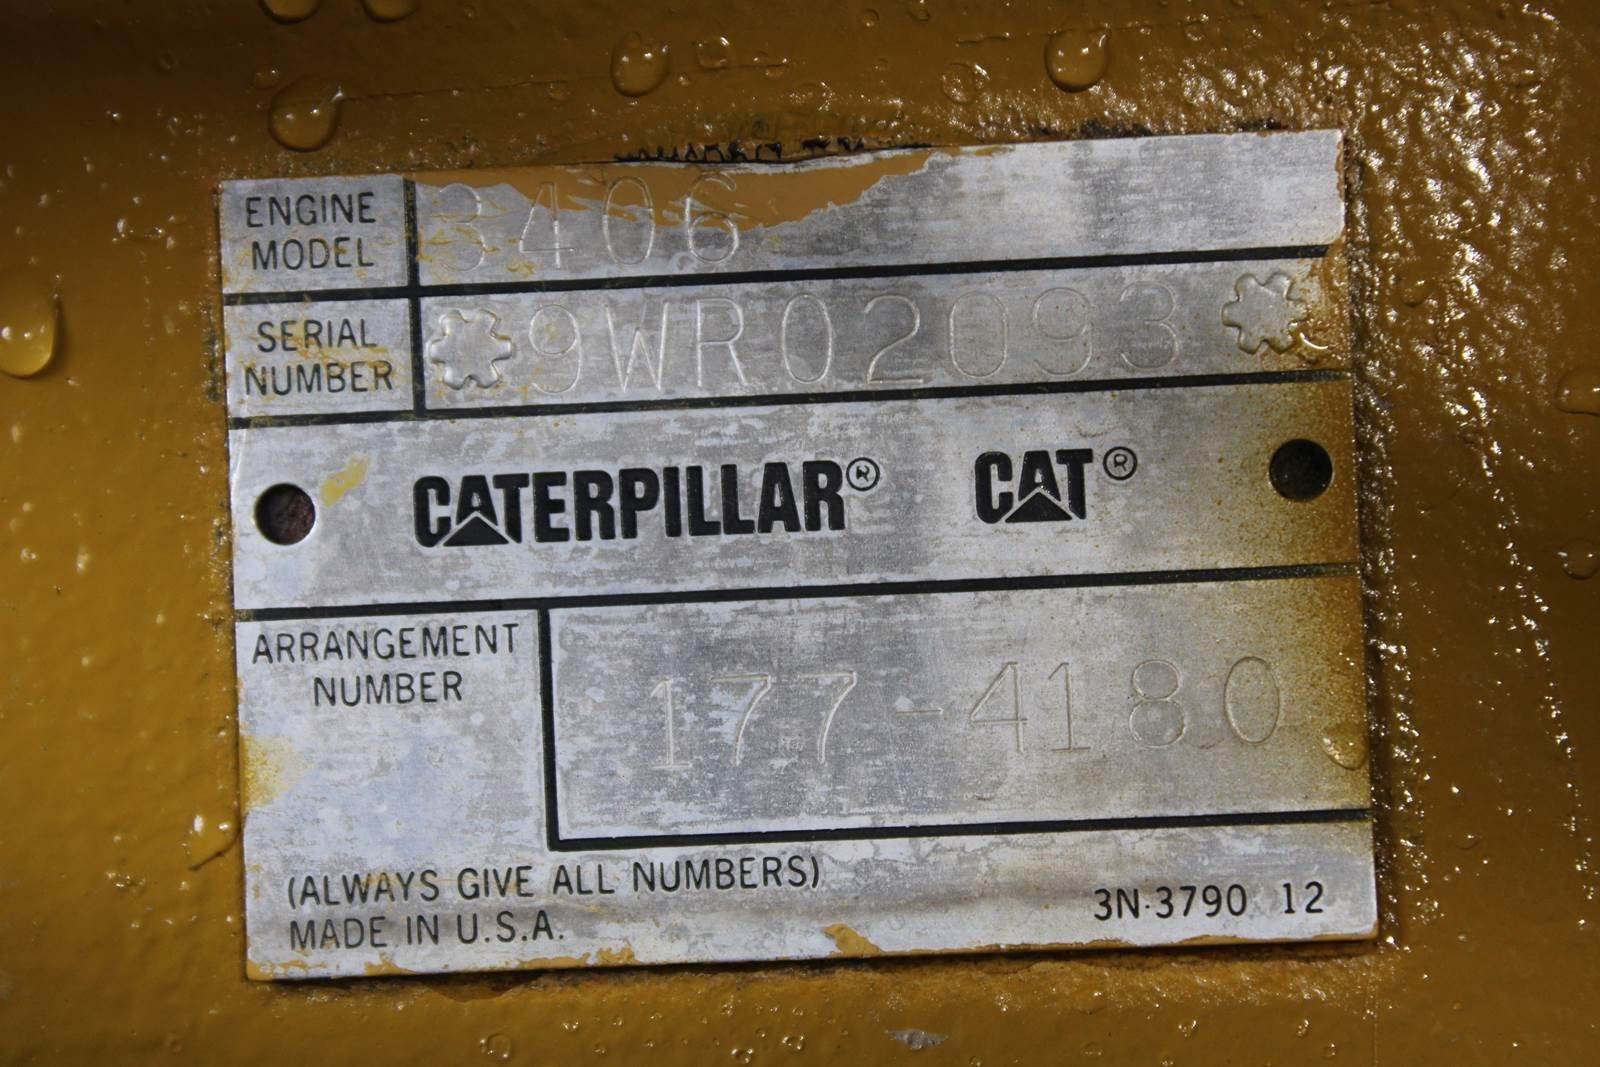 ENGINE MODEL 3406
SERIAL NUMBER *9WR02093*
CATERPILLAR® CAT®
ARRANGEMENT NUMBER 177-4180
(ALWAYS GIVE ALL NUMBERS)
MADE IN U.S.A. 3N·3790 12